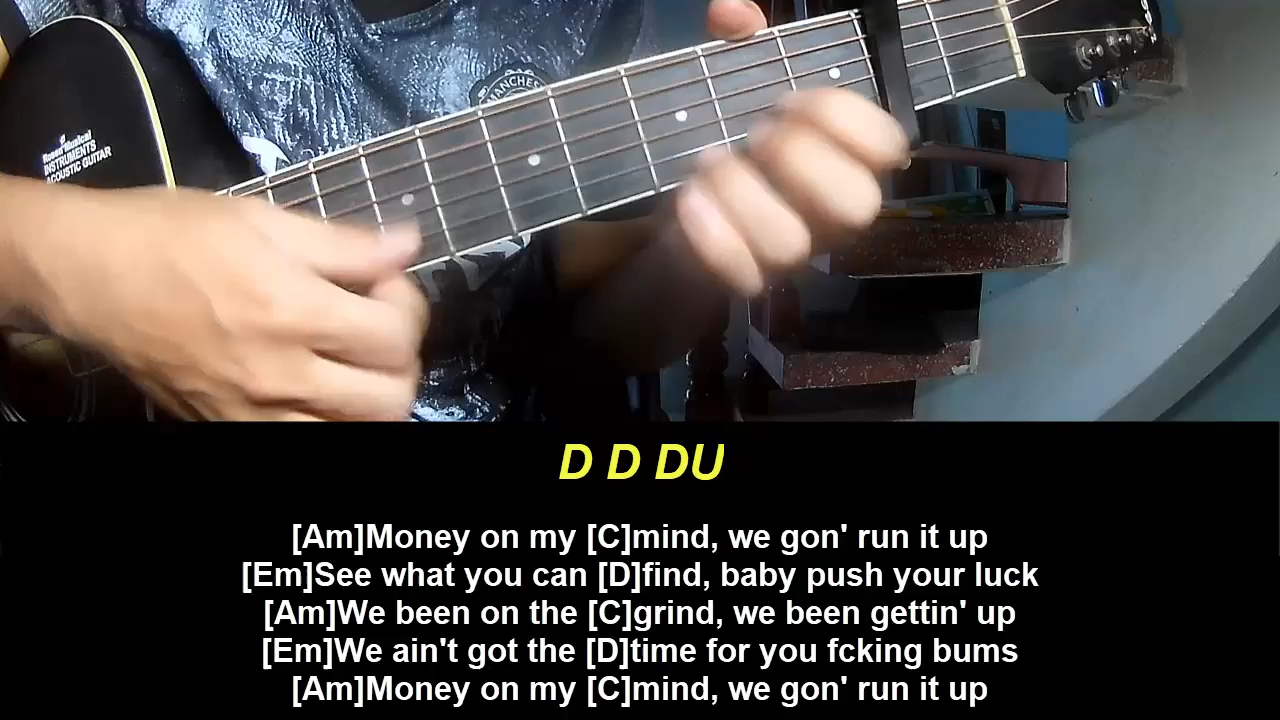 MANCHES
Musical
INSTRUMENTS
ACOUSTIC GUITAR
D D DU
[Am]Money on my [C]mind, we gon' run it up
[Em]See what you can [D]find, baby push your luck
[Am]We been on the [C]grind, we been gettin' up
[Em]We ain't got the [D]time for you fcking bums
[Am]Money on my [C]mind, we gon' run it up